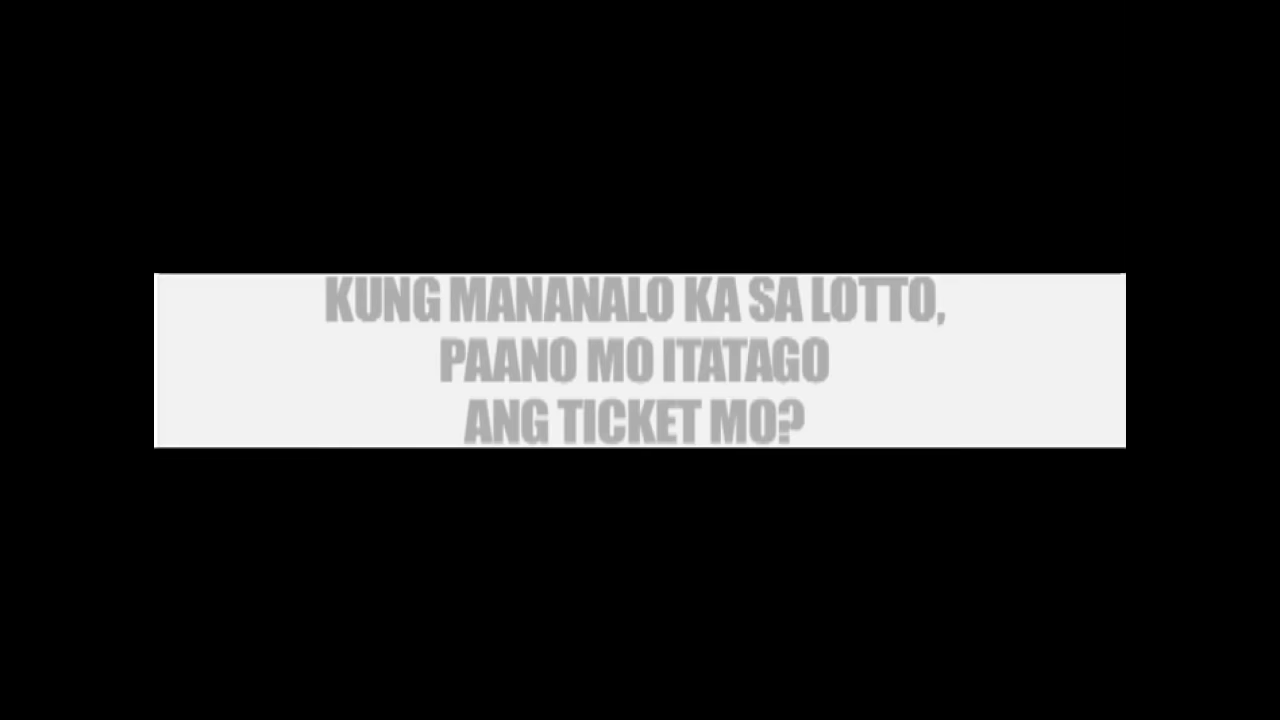 KUNG MANANALO KA SA LOTTO,
PAANO MO ITATAGO
ANG TICKET MO?